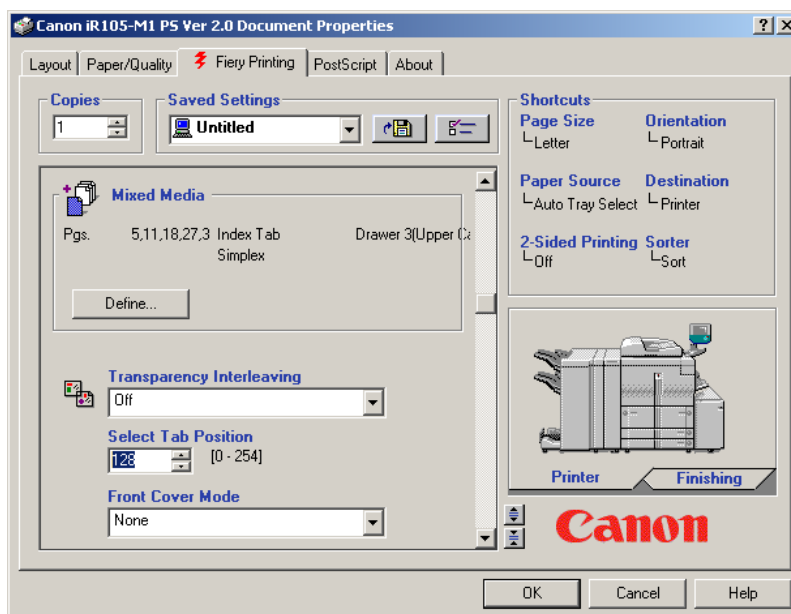 Canon iR105-M1 PS Ver 2.0 Document Properties
Layout Paper/Quality Fiery Printing PostScript About
Copies
1
Saved Settings
Untitled
Mixed Media
Pgs. 5,11,18,27,3 Index Tab Drawer 3(Upper
Simplex
Define...
Transparency Interleaving
Off
Select Tab Position
128 [0 - 254]
Front Cover Mode
None
Shortcuts
Page Size Orientation
Letter Portrait
Paper Source Destination
Auto Tray Select Printer
2-Sided Printing Sorter
Off Sort
Printer Finishing
Canon
OK Cancel Help